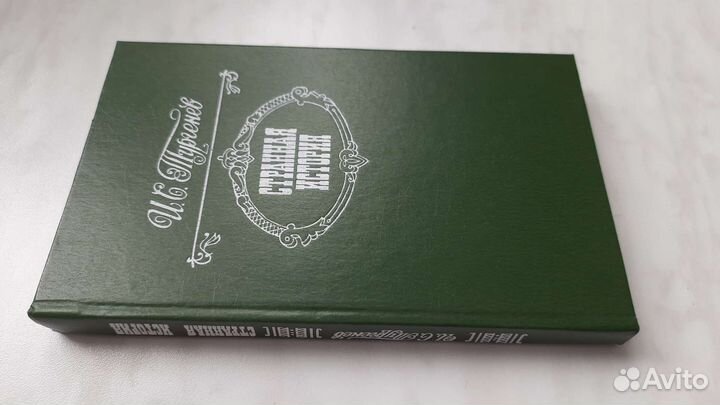 И.С. Тургенев
СТРАННАЯ
ИСТОРИЯ
И.С. Тургенев СТРАННАЯ ИСТОРИЯ
Avito